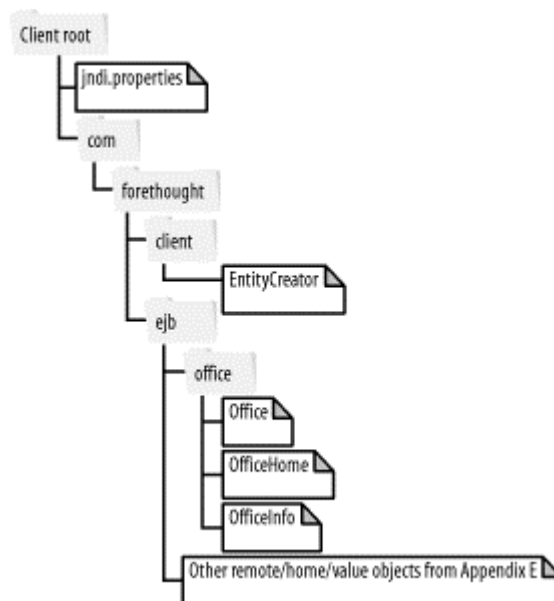 Client root
jndi.properties
com
forethought
client
EntityCreator
ejb
office
Office
OfficeHome
OfficeInfo
Other remote/home/value objects from Appendix E